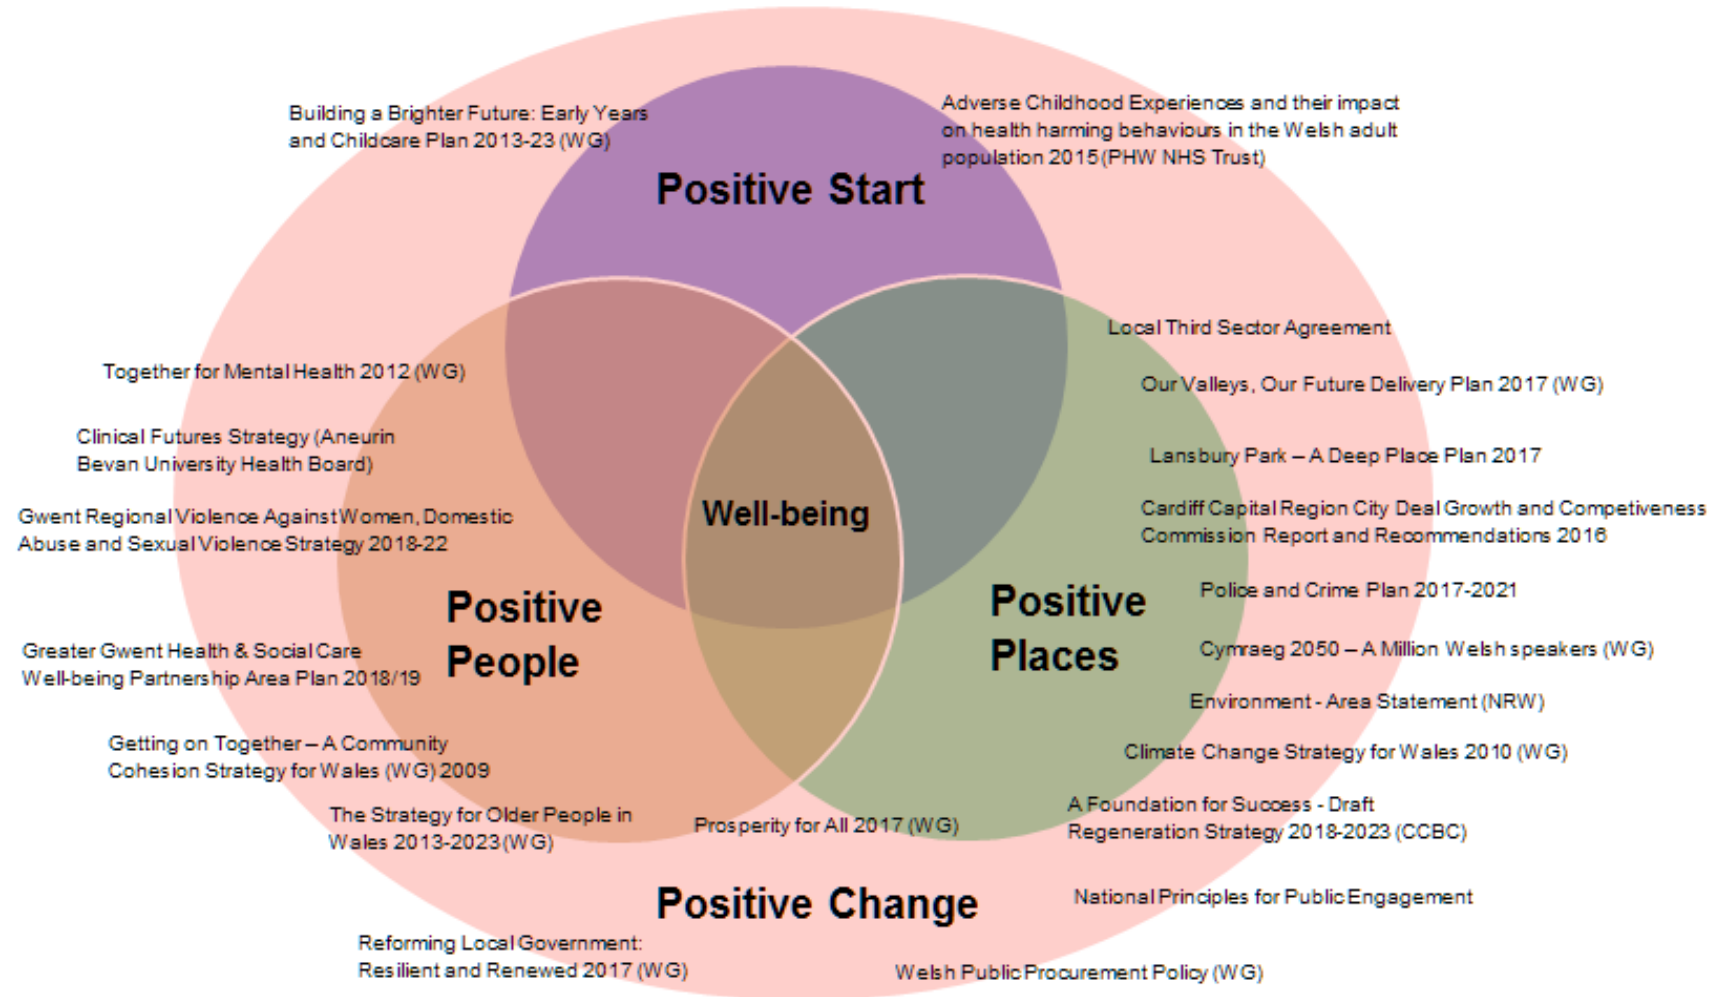 Building a Brighter Future: Early Years
and Childcare Plan 2013-23 (WG)
Adverse Childhood Experiences and their impact
on health harming behaviours in the Welsh adult
population 2015 (PHW NHS Trust)
Positive Start
Local Third Sector Agreement
Together for Mental Health 2012 (WG)
Our Valleys, Our Future Delivery Plan 2017 (WG)
Clinical Futures Strategy (Aneurin
Bevan University Health Board)
Lansbury Park – A Deep Place Plan 2017
Well-being
Gwent Regional Violence Against Women, Domestic
Abuse and Sexual Violence Strategy 2018-22
Cardiff Capital Region City Deal Growth and Competiveness
Commission Report and Recommendations 2016
Positive
People
Positive
Places
Police and Crime Plan 2017-2021
Greater Gwent Health & Social Care
Well-being Partnership Area Plan 2018/19
Cymraeg 2050 – A Million Welsh speakers (WG)
Environment - Area Statement (NRW)
Getting on Together – A Community
Cohesion Strategy for Wales (WG) 2009
Climate Change Strategy for Wales 2010 (WG)
The Strategy for Older People in
Wales 2013-2023 (WG)
Prosperity for All 2017 (WG)
A Foundation for Success - Draft
Regeneration Strategy 2018-2023 (CCBC)
Positive Change
National Principles for Public Engagement
Reforming Local Government:
Resilient and Renewed 2017 (WG)
Welsh Public Procurement Policy (WG)